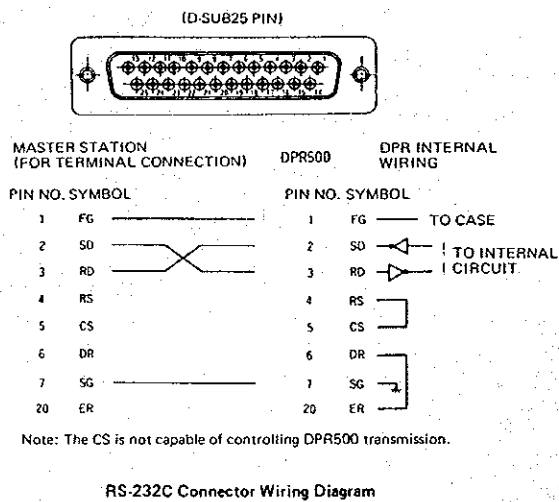 (D-SUB25 PIN)
MASTER STATION
(FOR TERMINAL CONNECTION)
DPR500
DPR INTERNAL
WIRING
PIN NO. SYMBOL
PIN NO. SYMBOL
1 FG
1 FG TO CASE
2 SD
2 SD
3 RD
3 RD
TO INTERNAL
CIRCUIT
4 RS
4 RS
5 CS
5 CS
6 DR
6 DR
7 SG
7 SG
20 ER
20 ER
Note: The CS is not capable of controlling DPR500 transmission.
RS-232C Connector Wiring Diagram